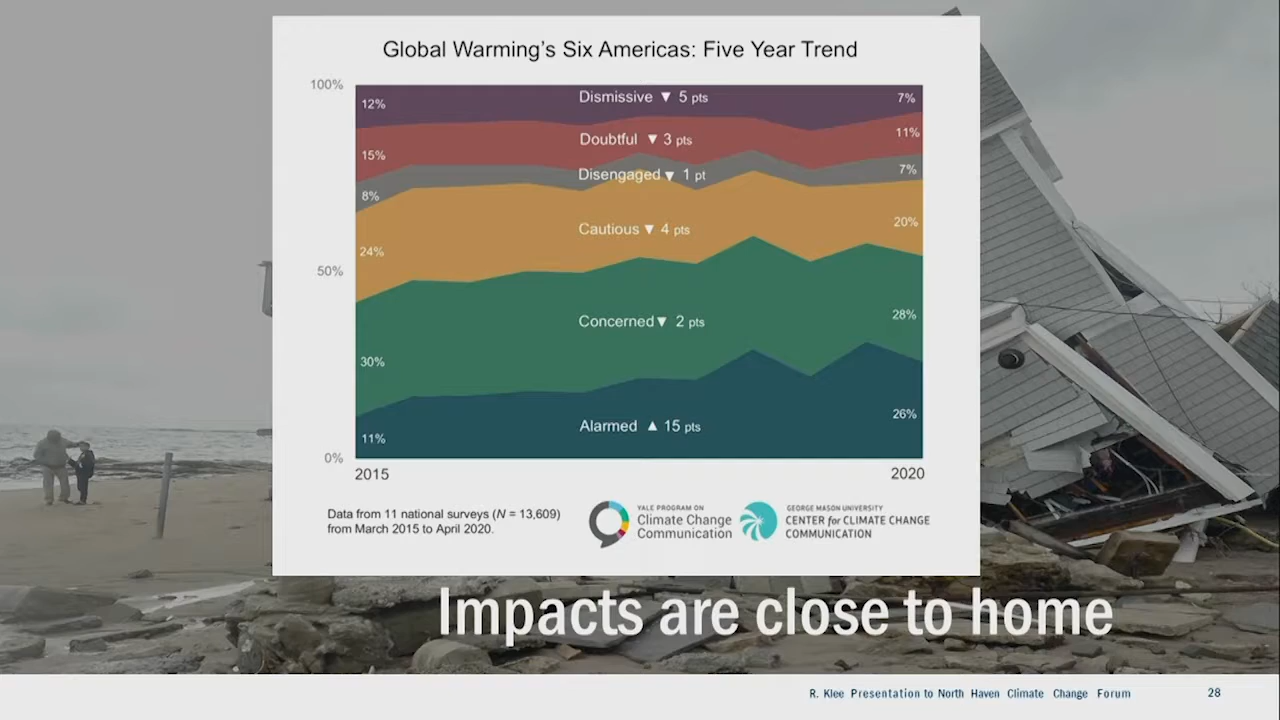 Global Warming's Six Americas: Five Year Trend
100%
12%
Dismissive ▼ 5 pts
7%
Doubtful ▼ 3 pts
11%
15%
Disengaged ▼ 1 pt
7%
8%
Cautious ▼ 4 pts
20%
24%
50%
Concerned ▼ 2 pts
28%
30%
Alarmed ▲ 15 pts
26%
11%
0%
2015
2020
Data from 11 national surveys (N = 13,609)
from March 2015 to April 2020.
YALE PROGRAM ON
Climate Change
Communication
GEORGE MASON UNIVERSITY
CENTER for CLIMATE CHANGE
COMMUNICATION
Impacts are close to home
R. Klee Presentation to North Haven Climate Change Forum
28